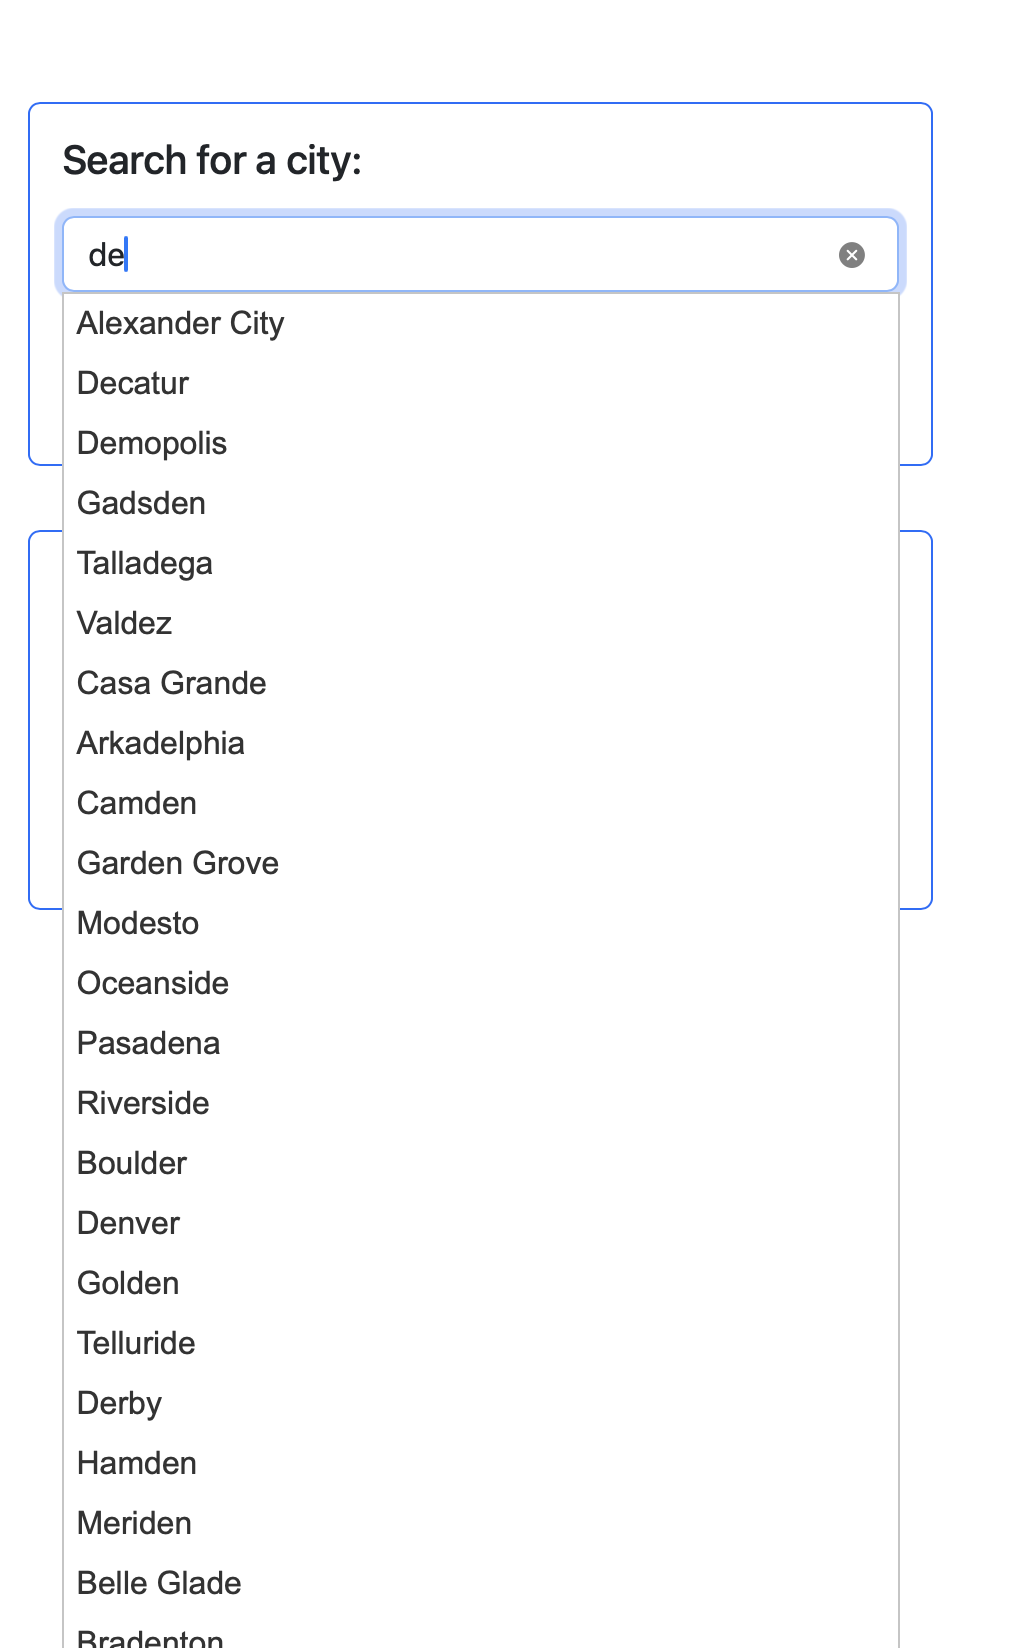 Search for a city:
de
Alexander City
Decatur
Demopolis
Gadsden
Talladega
Valdez
Casa Grande
Arkadelphia
Camden
Garden Grove
Modesto
Oceanside
Pasadena
Riverside
Boulder
Denver
Golden
Telluride
Derby
Hamden
Meriden
Belle Glade
Bradenton